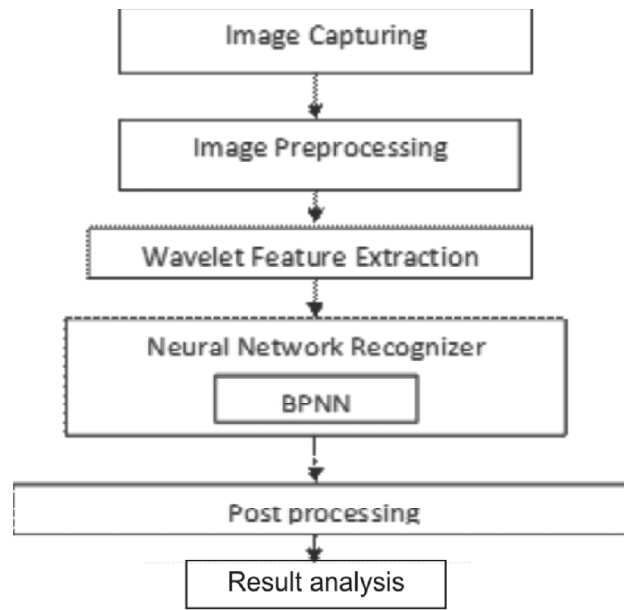 Image Capturing
Image Preprocessing
Wavelet Feature Extraction
Neural Network Recognizer
BPNN
Post processing
Result analysis